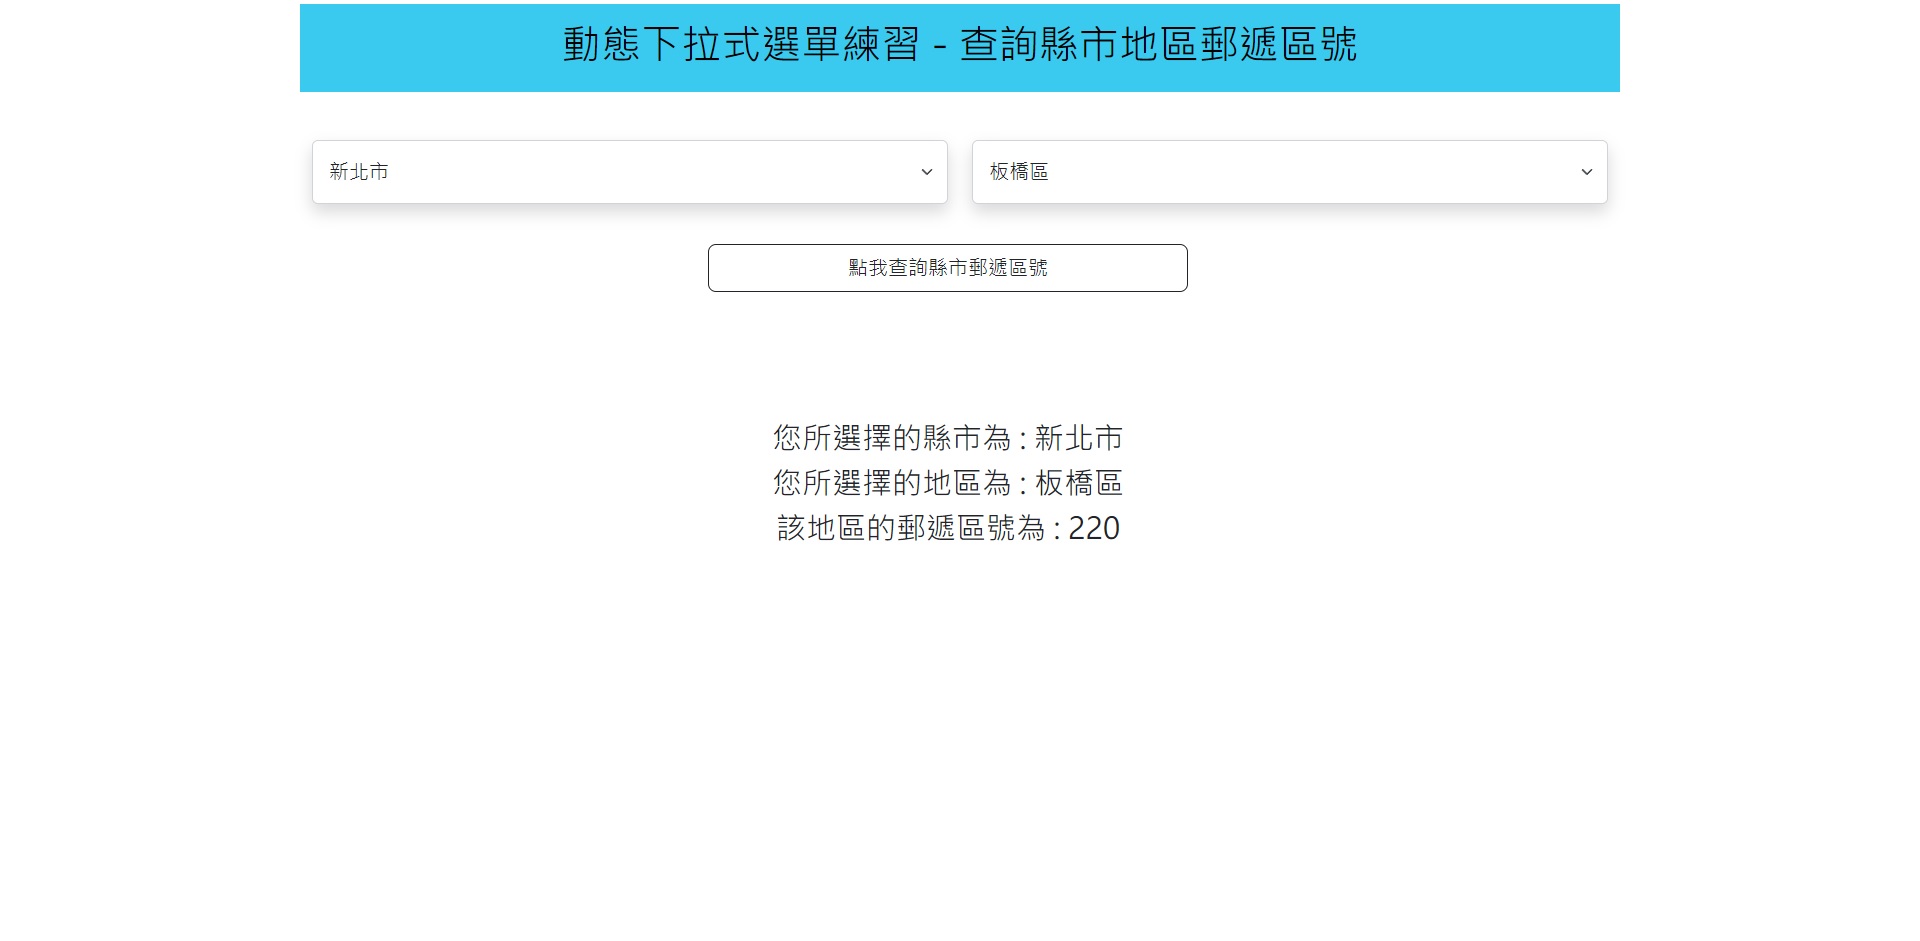 動態下拉式選單練習 - 查詢縣市地區郵遞區號
新北市
板橋區
點我查詢縣市郵遞區號
您所選擇的縣市為 : 新北市
您所選擇的地區為 : 板橋區
該地區的郵遞區號為 : 220